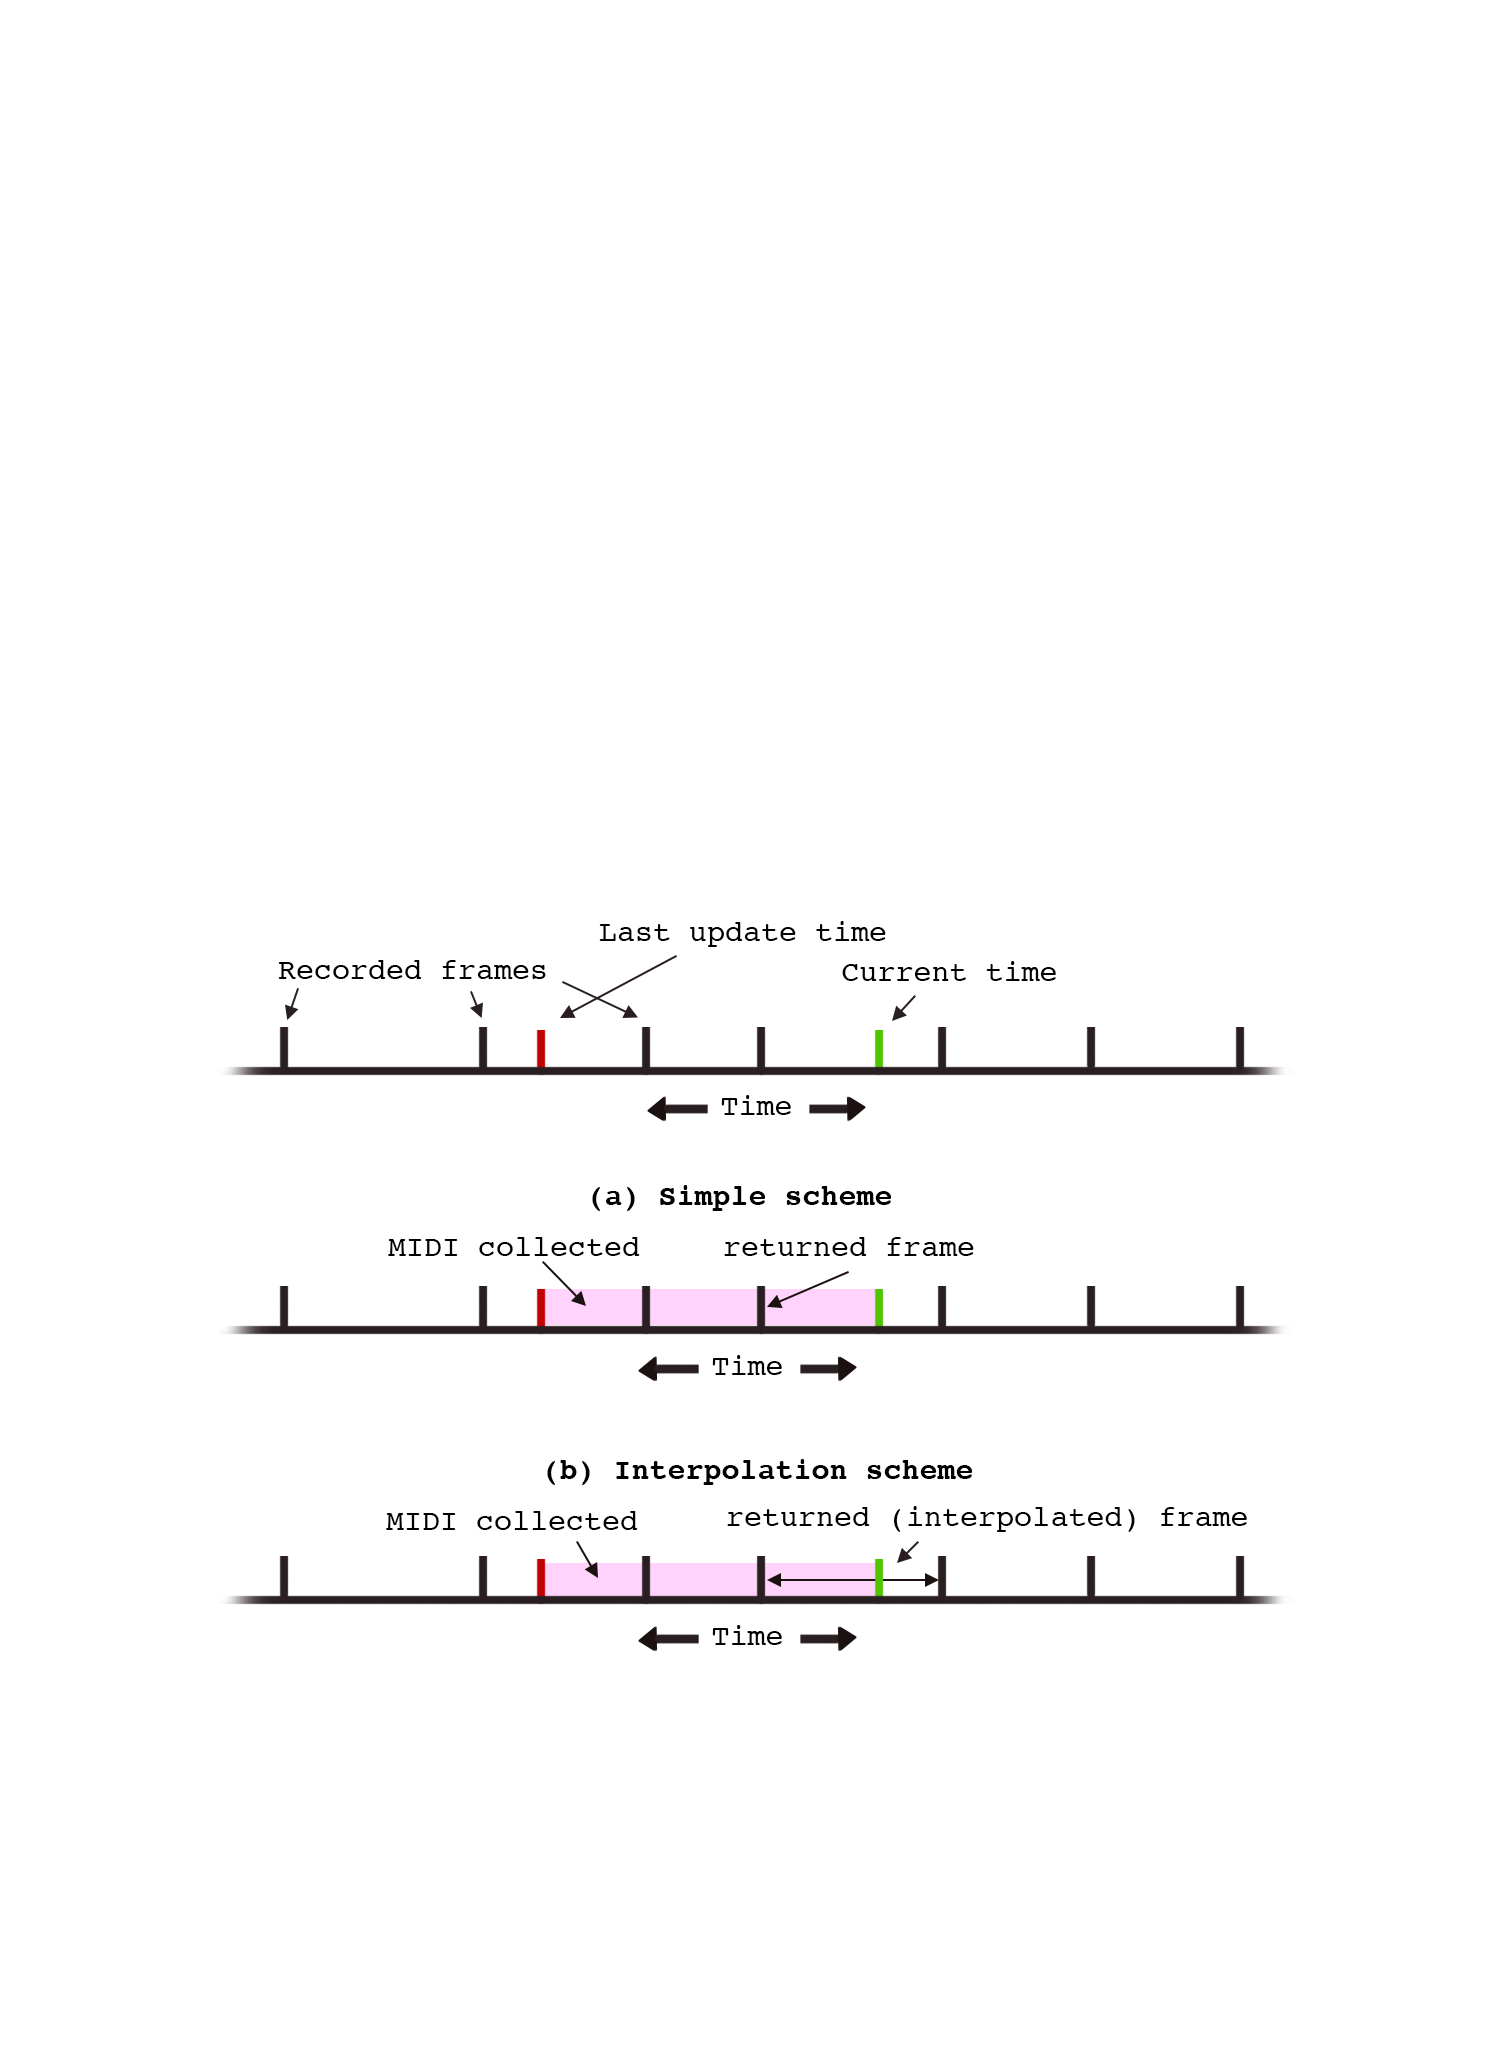 Last update time
Recorded frames
Current time
Time
(a) Simple scheme
MIDI collected
returned frame
Time
(b) Interpolation scheme
MIDI collected
returned (interpolated) frame
Time